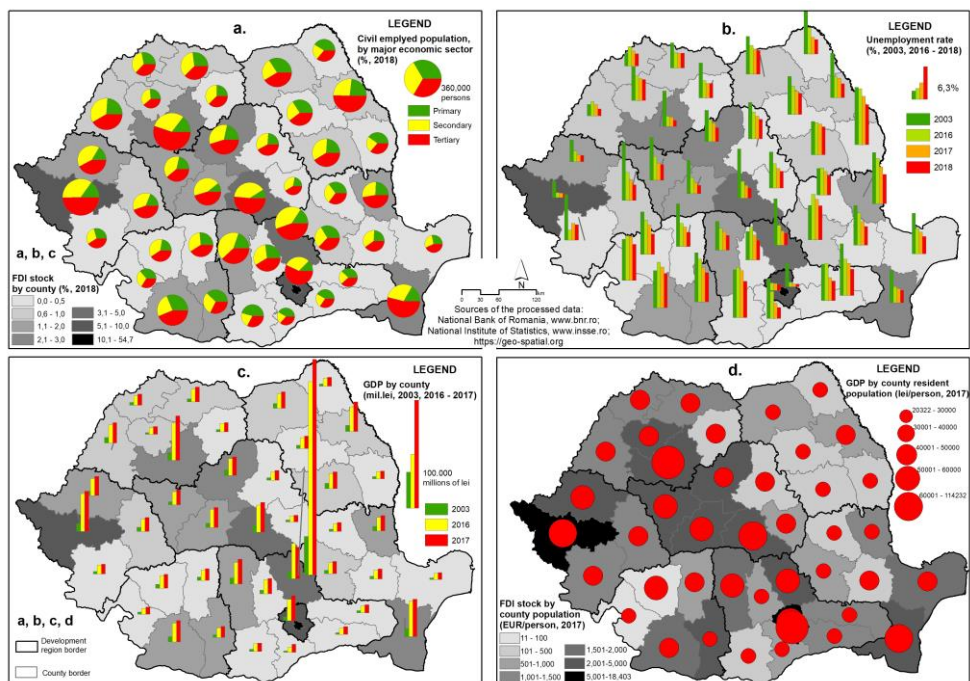 a.
LEGEND
Civil emplyed population,
by major economic sector
(%, 2018)
360,000
persons
Primary
Secondary
Tertiary
a, b, c
FDI stock
by county (%, 2018)
0,0 - 0,5
0,6 - 1,0
1,1 - 2,0
2,1 - 3,0
3,1 - 5,0
5,1 - 10,0
10,1 - 54,7
b.
LEGEND
Unemployment rate
(%, 2003, 2016 - 2018)
6,3%
2003
2016
2017
2018
N
0 30 60 120
km
Sources of the processed data:
National Bank of Romania, www.bnr.ro;
National Institute of Statistics, www.insse.ro;
https://geo-spatial.org
c.
LEGEND
GDP by county
(mil.lei, 2003, 2016 - 2017)
100.000
millions of lei
2003
2016
2017
a, b, c, d
Development
region border
County border
d.
LEGEND
GDP by county resident
population (lei/person, 2017)
20322 - 30000
30001 - 40000
40001 - 50000
50001 - 60000
60001 - 114232
FDI stock by
county population
(EUR/person, 2017)
11 - 100
101 - 500
501-1,000
1,001-1,500
1,501-2,000
2,001-5,000
5,001-18,403